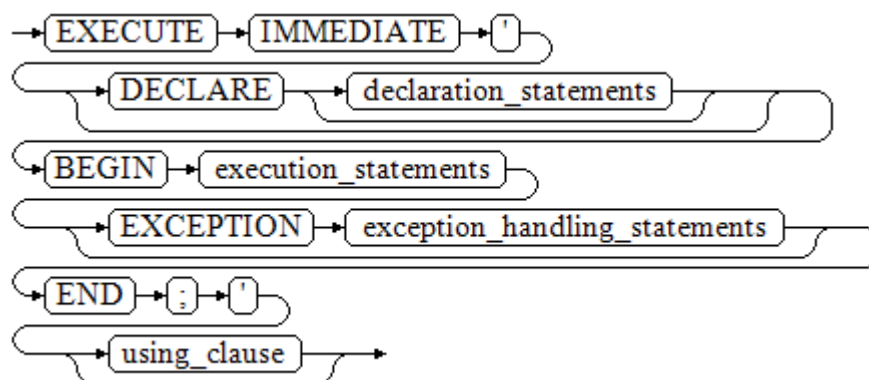 EXECUTE IMMEDIATE '
DECLARE declaration_statements
BEGIN execution_statements
EXCEPTION exception_handling_statements
END ; '
using_clause